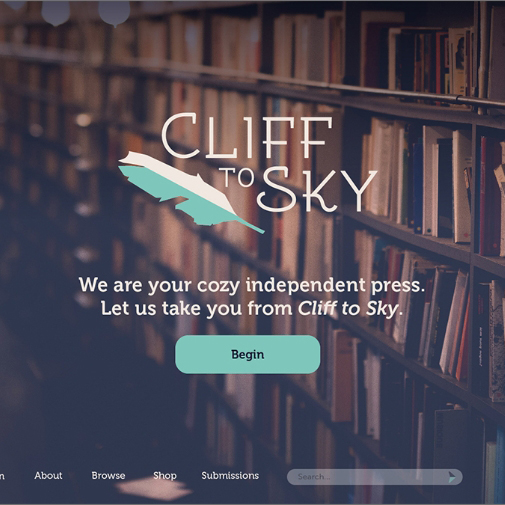 CLIFF
TO SKY
We are your cozy independent press.
Let us take you from Cliff to Sky.
Begin
About Browse Shop Submissions Search...